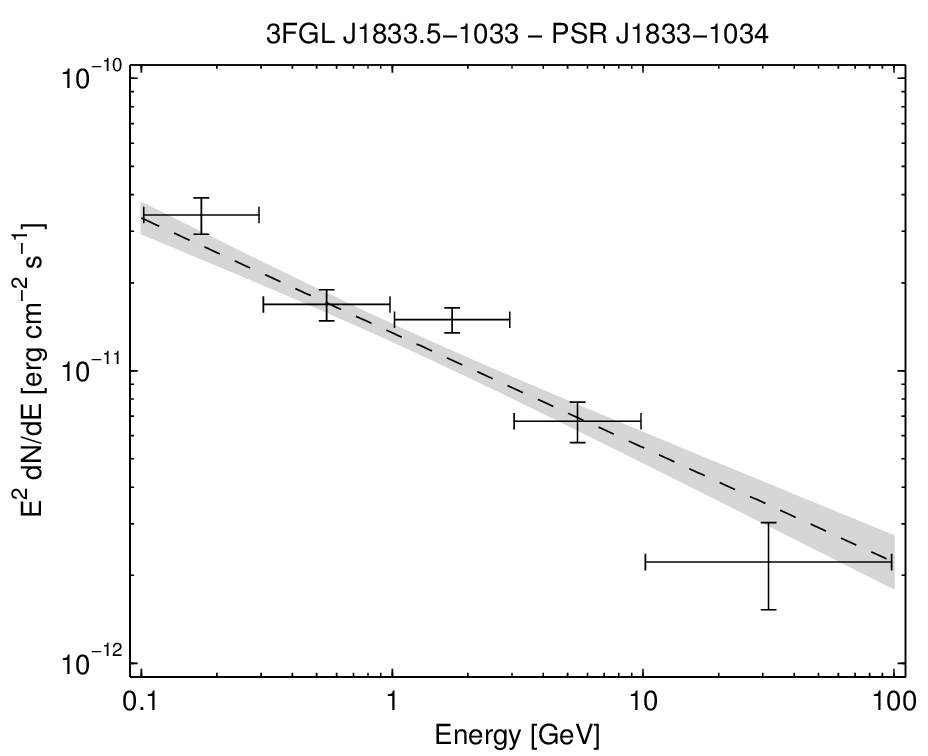 3FGL J1833.5−1033 − PSR J1833−1034
10⁻¹⁰
10⁻¹¹
10⁻¹²
E² dN/dE [erg cm⁻² s⁻¹]
0.1 1 10 100
Energy [GeV]